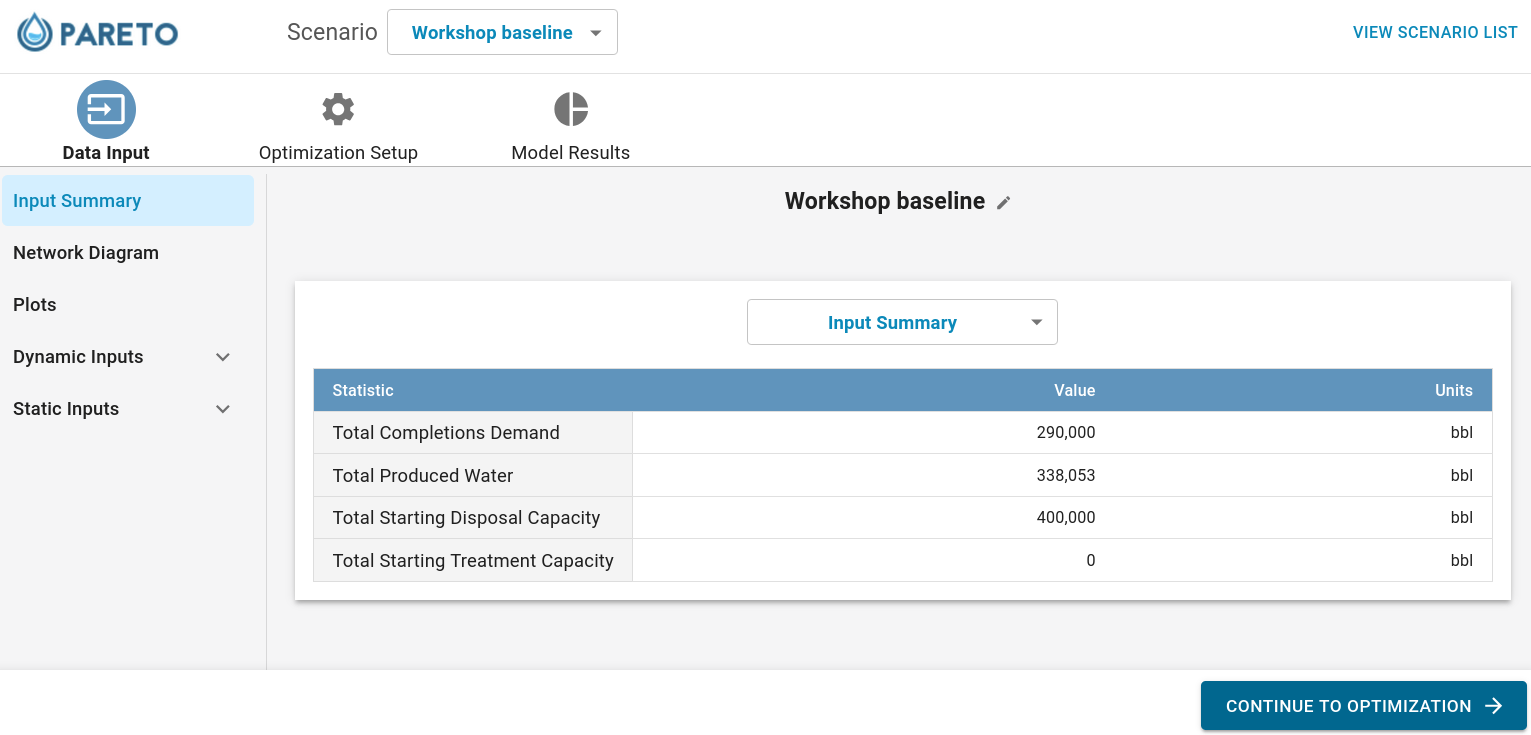 PARETO
Scenario Workshop baseline
VIEW SCENARIO LIST
Data Input
Optimization Setup
Model Results
Input Summary
Network Diagram
Plots
Dynamic Inputs
Static Inputs
Workshop baseline
Input Summary
Statistic Value Units
Total Completions Demand 290,000 bbl
Total Produced Water 338,053 bbl
Total Starting Disposal Capacity 400,000 bbl
Total Starting Treatment Capacity 0 bbl
CONTINUE TO OPTIMIZATION